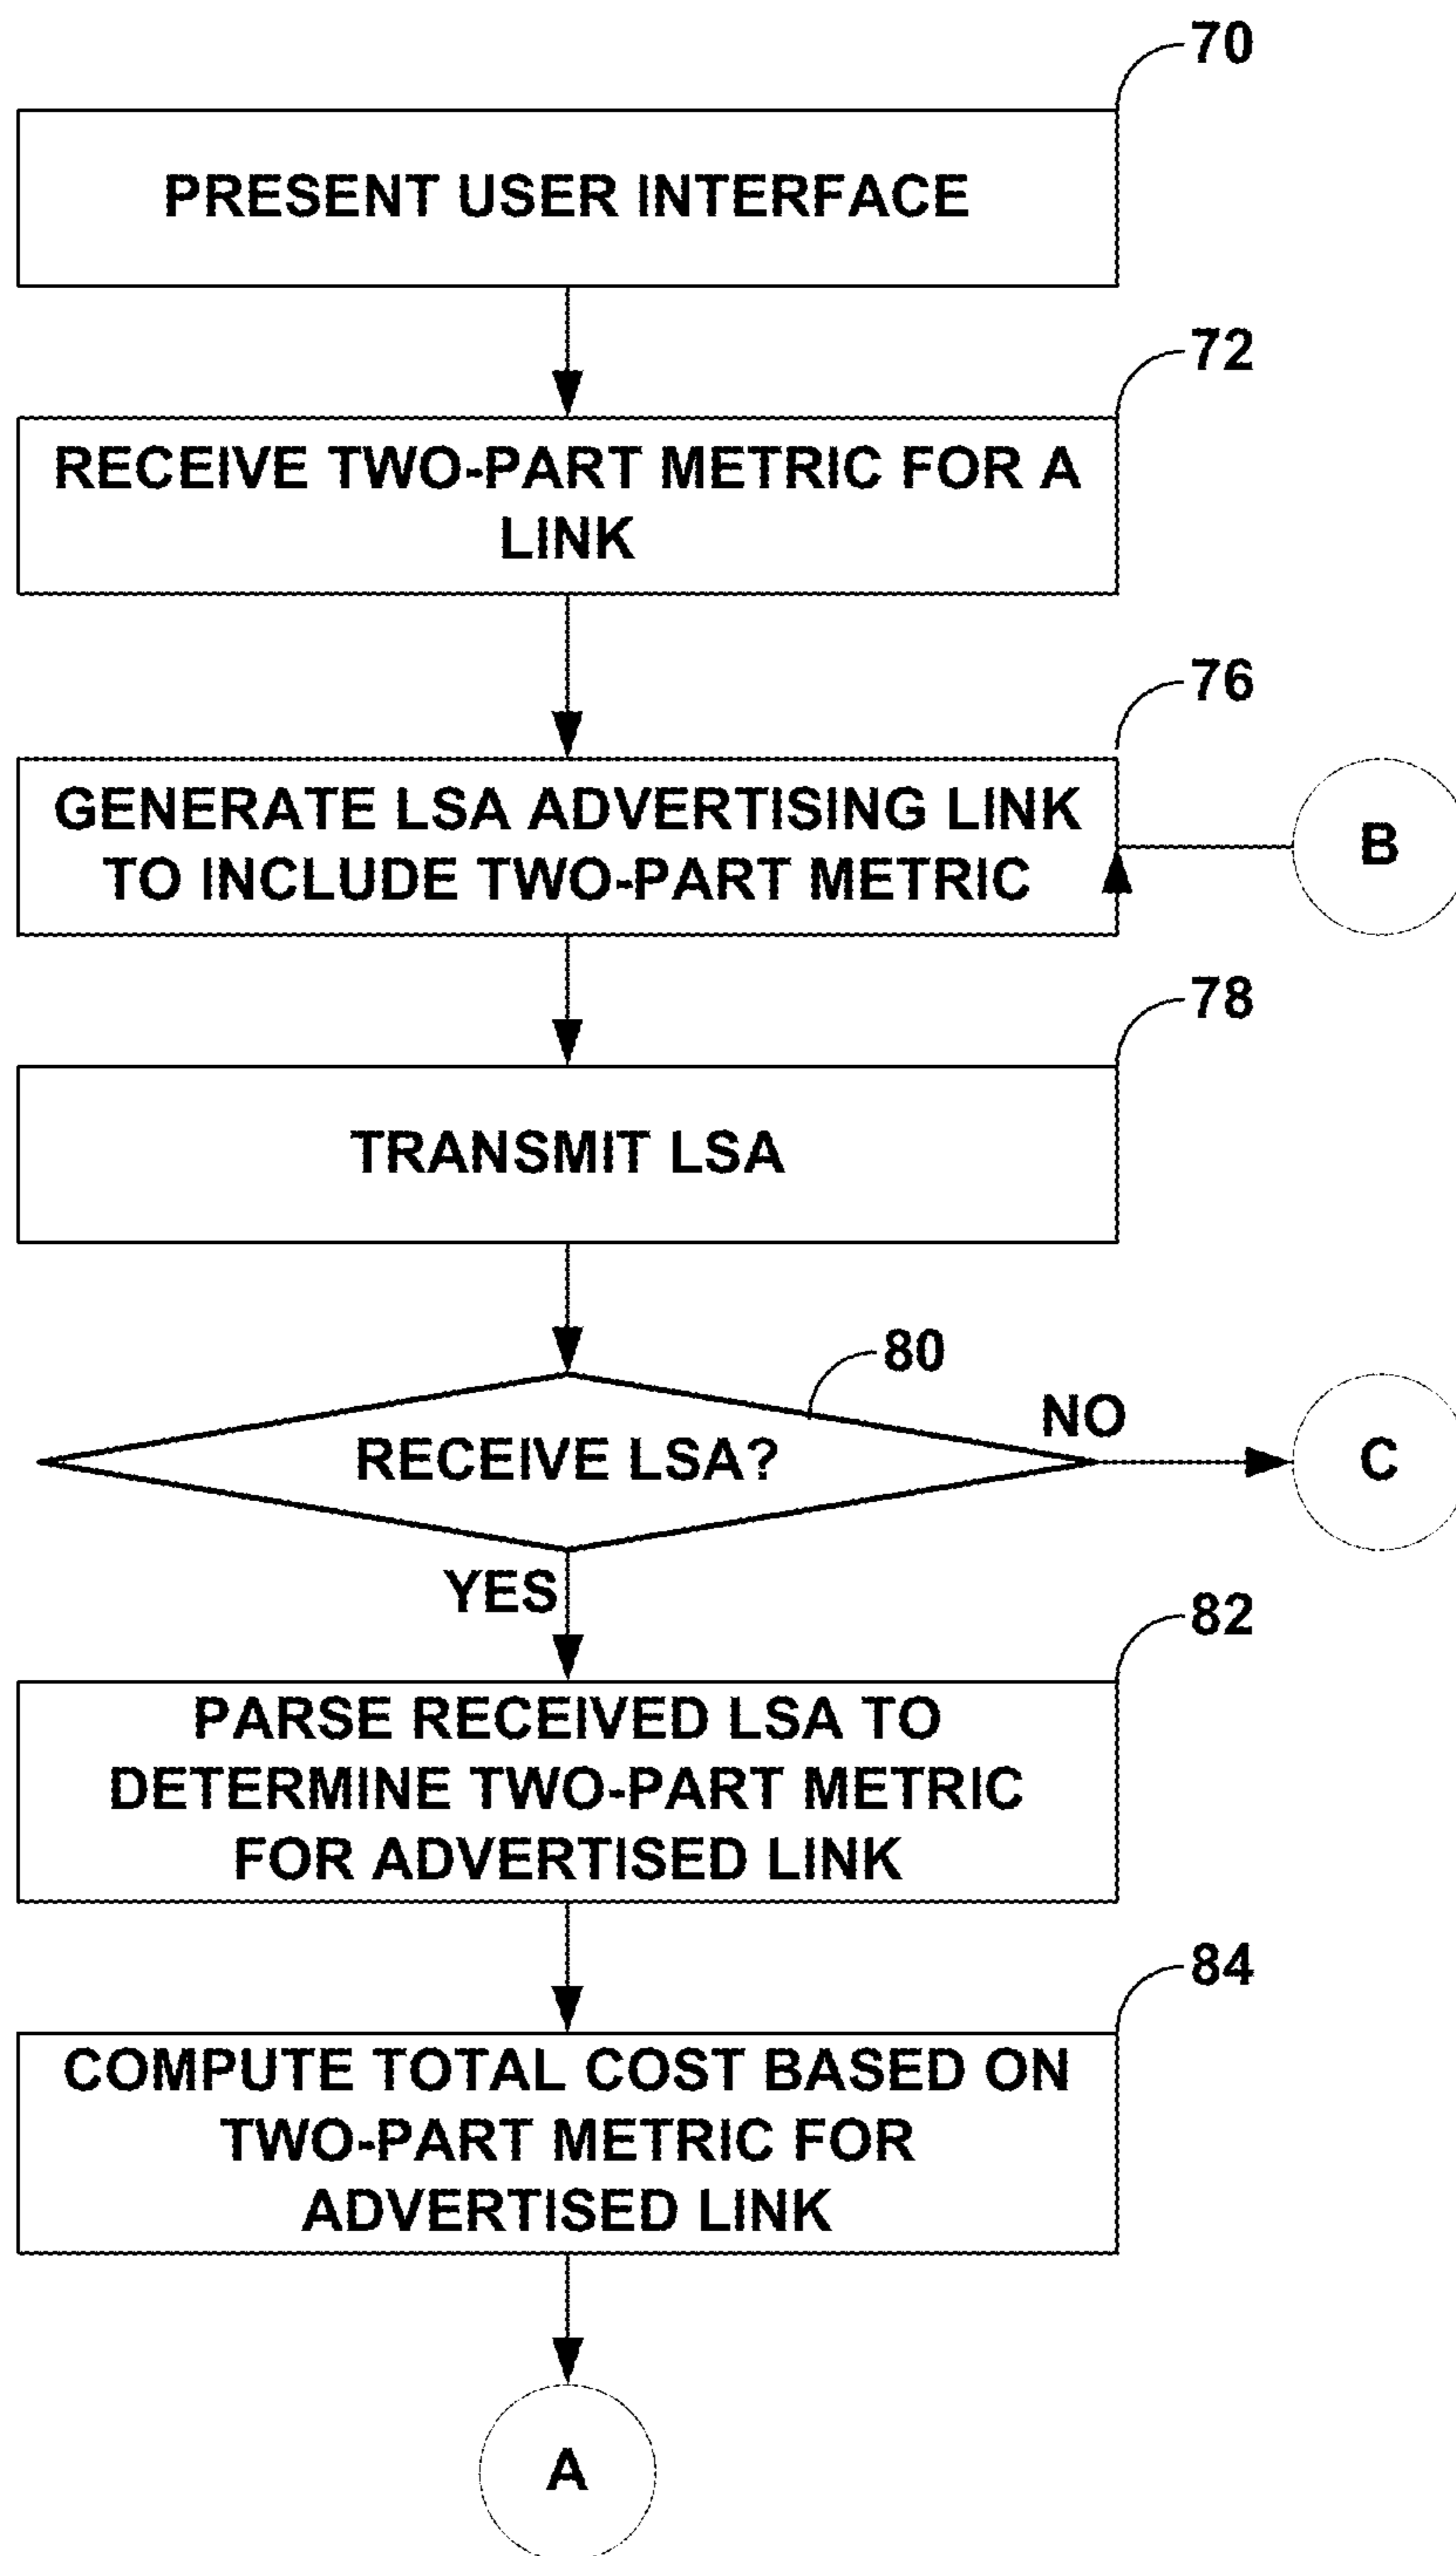 70
PRESENT USER INTERFACE
72
RECEIVE TWO-PART METRIC FOR A
LINK
76
GENERATE LSA ADVERTISING LINK
TO INCLUDE TWO-PART METRIC
B
78
TRANSMIT LSA
80
RECEIVE LSA?
NO
C
YES
82
PARSE RECEIVED LSA TO
DETERMINE TWO-PART METRIC
FOR ADVERTISED LINK
84
COMPUTE TOTAL COST BASED ON
TWO-PART METRIC FOR
ADVERTISED LINK
A